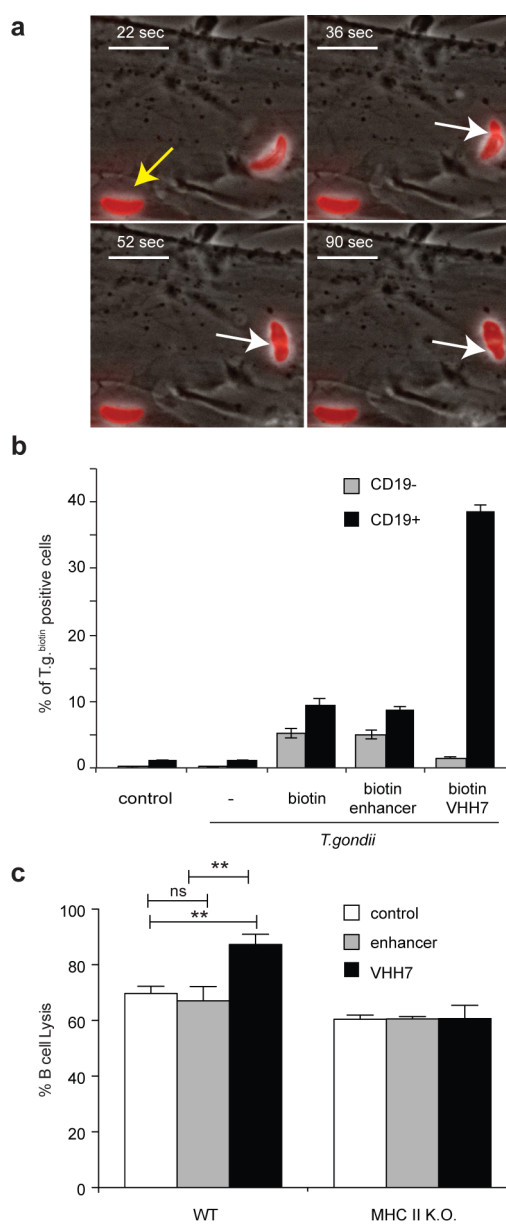 a
22 sec
36 sec
52 sec
90 sec
b
% of T.g.biotin positive cells
40
30
20
10
0
CD19-
CD19+
control
-
biotin
biotin enhancer
biotin VHH7
T.gondii
c
% B cell Lysis
100
80
60
40
20
0
ns
**
**
control
enhancer
VHH7
WT
MHC II K.O.